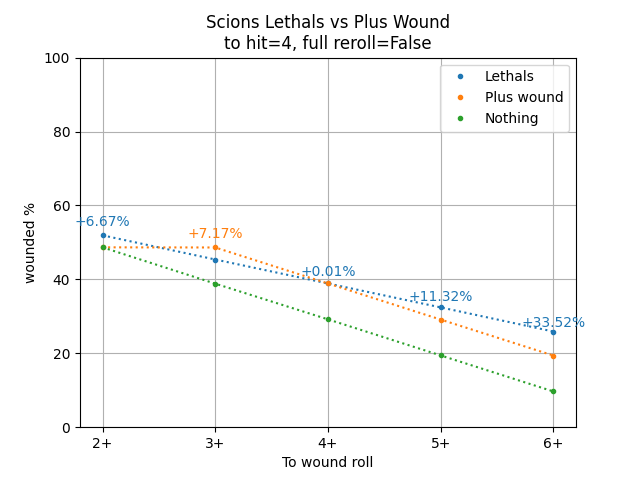 Scions Lethals vs Plus Wound
to hit=4, full reroll=False
100
80
60
40
20
0
wounded %
Lethals
Plus wound
Nothing
+6.67%
+7.17%
+0.01%
+11.32%
+33.52%
2+
3+
4+
5+
6+
To wound roll